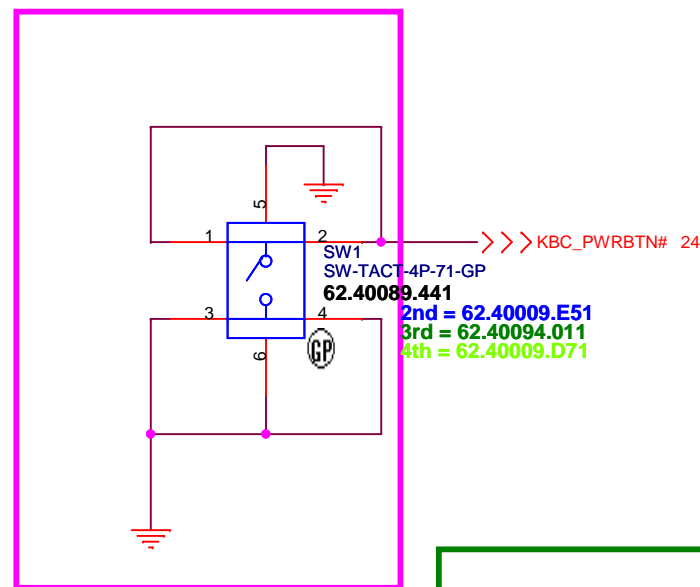 5
1
2
KBC_PWRBTN# 24
SW1
SW-TACT-4P-71-GP
62.40089.441
3
4
2nd = 62.40009.E51
3rd = 62.40094.011
4th = 62.40009.D71
GP
6